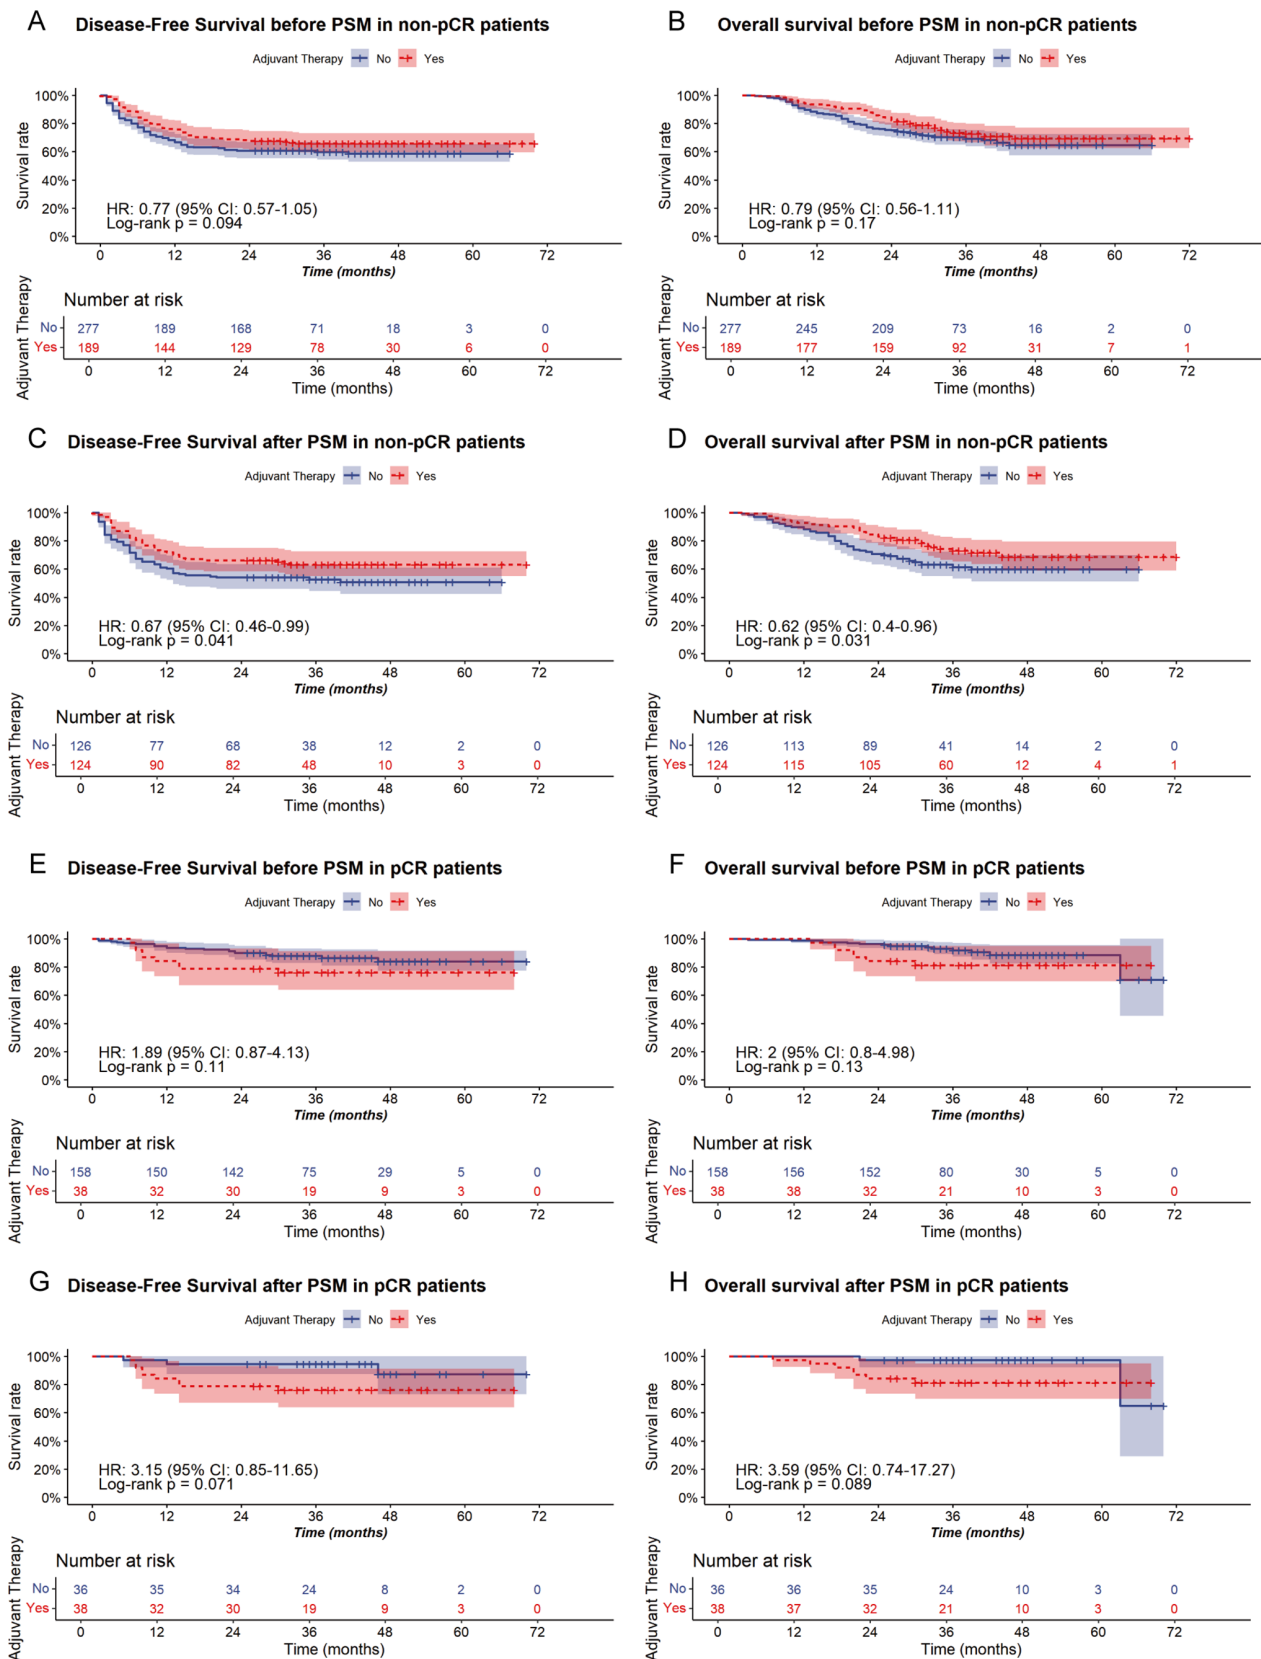 A Disease-Free Survival before PSM in non-pCR patients
Adjuvant Therapy No Yes
Survival rate
100%
80%
60%
40%
20%
0%
HR: 0.77 (95% CI: 0.57-1.05)
Log-rank p = 0.094
0 12 24 36 48 60 72
Time (months)
Adjuvant Therapy
Number at risk
No 277 189 168 71 18 3 0
Yes 189 144 129 78 30 6 0
0 12 24 36 48 60 72
Time (months)
B Overall survival before PSM in non-pCR patients
Adjuvant Therapy No Yes
Survival rate
100%
80%
60%
40%
20%
0%
HR: 0.79 (95% CI: 0.56-1.11)
Log-rank p = 0.17
0 12 24 36 48 60 72
Time (months)
Adjuvant Therapy
Number at risk
No 277 245 209 73 16 2 0
Yes 189 177 159 92 31 7 1
0 12 24 36 48 60 72
Time (months)
C Disease-Free Survival after PSM in non-pCR patients
Adjuvant Therapy No Yes
Survival rate
100%
80%
60%
40%
20%
0%
HR: 0.67 (95% CI: 0.46-0.99)
Log-rank p = 0.041
0 12 24 36 48 60 72
Time (months)
Adjuvant Therapy
Number at risk
No 126 77 68 38 12 2 0
Yes 124 90 82 48 10 3 0
0 12 24 36 48 60 72
Time (months)
D Overall survival after PSM in non-pCR patients
Adjuvant Therapy No Yes
Survival rate
100%
80%
60%
40%
20%
0%
HR: 0.62 (95% CI: 0.4-0.96)
Log-rank p = 0.031
0 12 24 36 48 60 72
Time (months)
Adjuvant Therapy
Number at risk
No 126 113 89 41 14 2 0
Yes 124 115 105 60 12 4 1
0 12 24 36 48 60 72
Time (months)
E Disease-Free Survival before PSM in pCR patients
Adjuvant Therapy No Yes
Survival rate
100%
80%
60%
40%
20%
0%
HR: 1.89 (95% CI: 0.87-4.13)
Log-rank p = 0.11
0 12 24 36 48 60 72
Time (months)
Adjuvant Therapy
Number at risk
No 158 150 142 75 29 5 0
Yes 38 32 30 19 9 3 0
0 12 24 36 48 60 72
Time (months)
F Overall survival before PSM in pCR patients
Adjuvant Therapy No Yes
Survival rate
100%
80%
60%
40%
20%
0%
HR: 2 (95% CI: 0.8-4.98)
Log-rank p = 0.13
0 12 24 36 48 60 72
Time (months)
Adjuvant Therapy
Number at risk
No 158 156 152 80 30 5 0
Yes 38 38 32 21 10 3 0
0 12 24 36 48 60 72
Time (months)
G Disease-Free Survival after PSM in pCR patients
Adjuvant Therapy No Yes
Survival rate
100%
80%
60%
40%
20%
0%
HR: 3.15 (95% CI: 0.85-11.65)
Log-rank p = 0.071
0 12 24 36 48 60 72
Time (months)
Adjuvant Therapy
Number at risk
No 36 35 34 24 8 2 0
Yes 38 32 30 19 9 3 0
0 12 24 36 48 60 72
Time (months)
H Overall survival after PSM in pCR patients
Adjuvant Therapy No Yes
Survival rate
100%
80%
60%
40%
20%
0%
HR: 3.59 (95% CI: 0.74-17.27)
Log-rank p = 0.089
0 12 24 36 48 60 72
Time (months)
Adjuvant Therapy
Number at risk
No 36 36 35 24 10 3 0
Yes 38 37 32 21 10 3 0
0 12 24 36 48 60 72
Time (months)